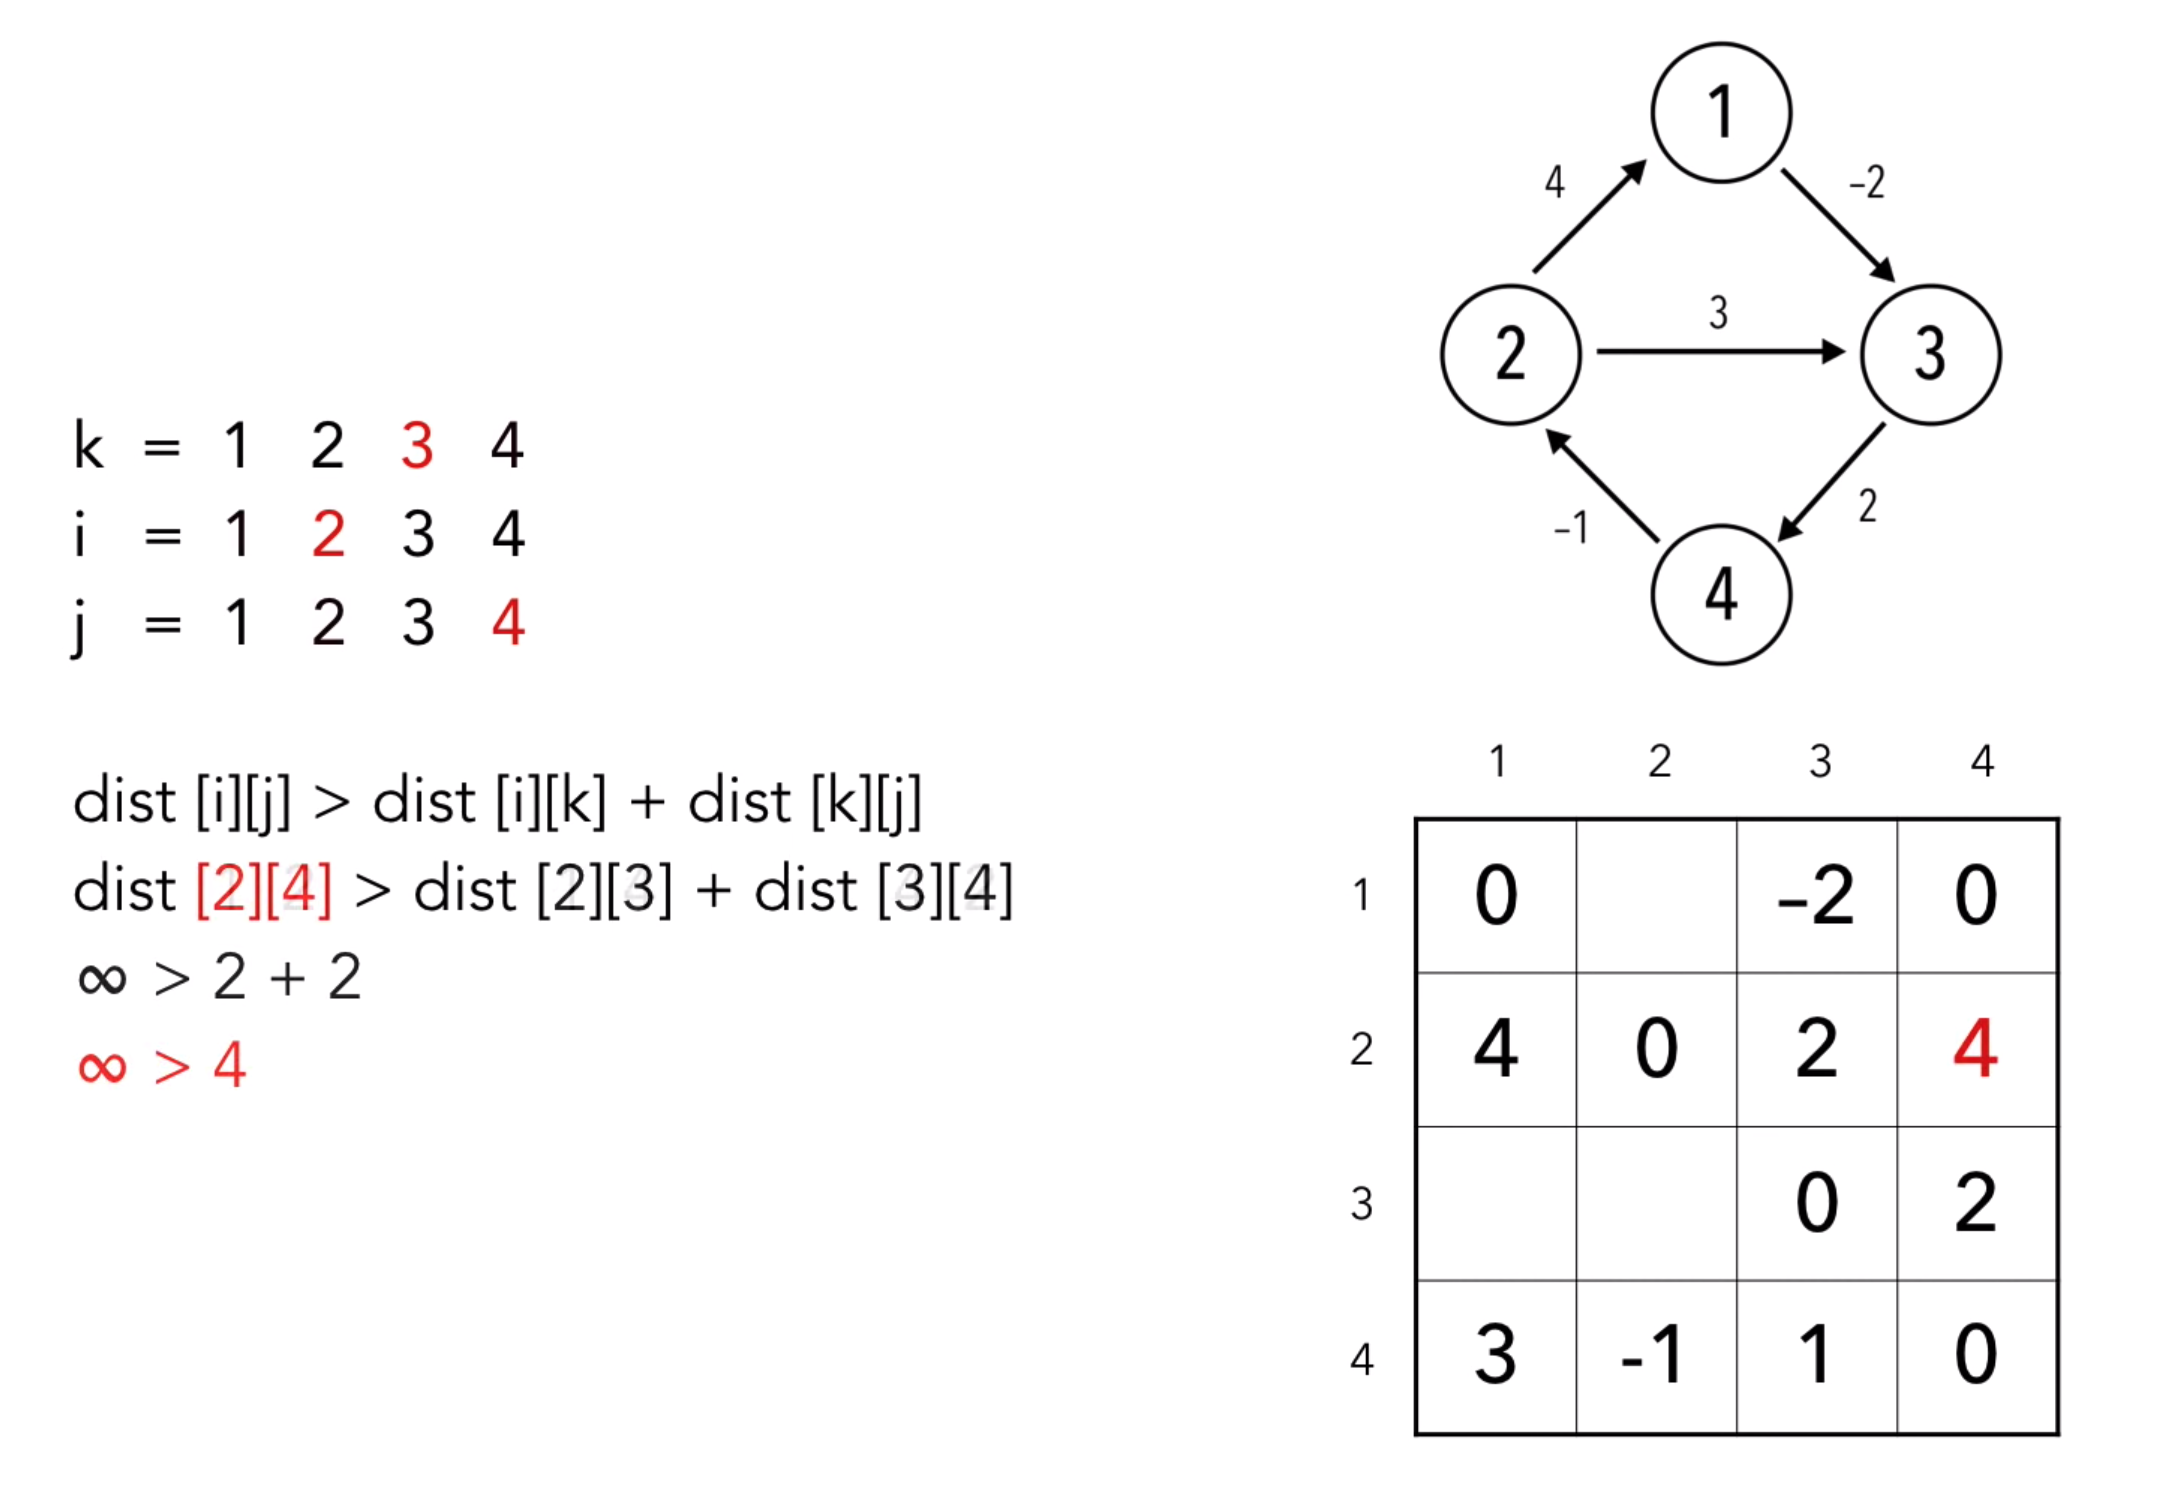 k = 1 2 3 4
i = 1 2 3 4
j = 1 2 3 4
dist [i][j] > dist [i][k] + dist [k][j]
dist [2][4] > dist [2][3] + dist [3][4]
∞ > 2 + 2
∞ > 4
1
4
–2
2
3
3
–1
2
4
1 2 3 4
1 0 –2 0
2 4 0 2 4
3 0 2
4 3 -1 1 0